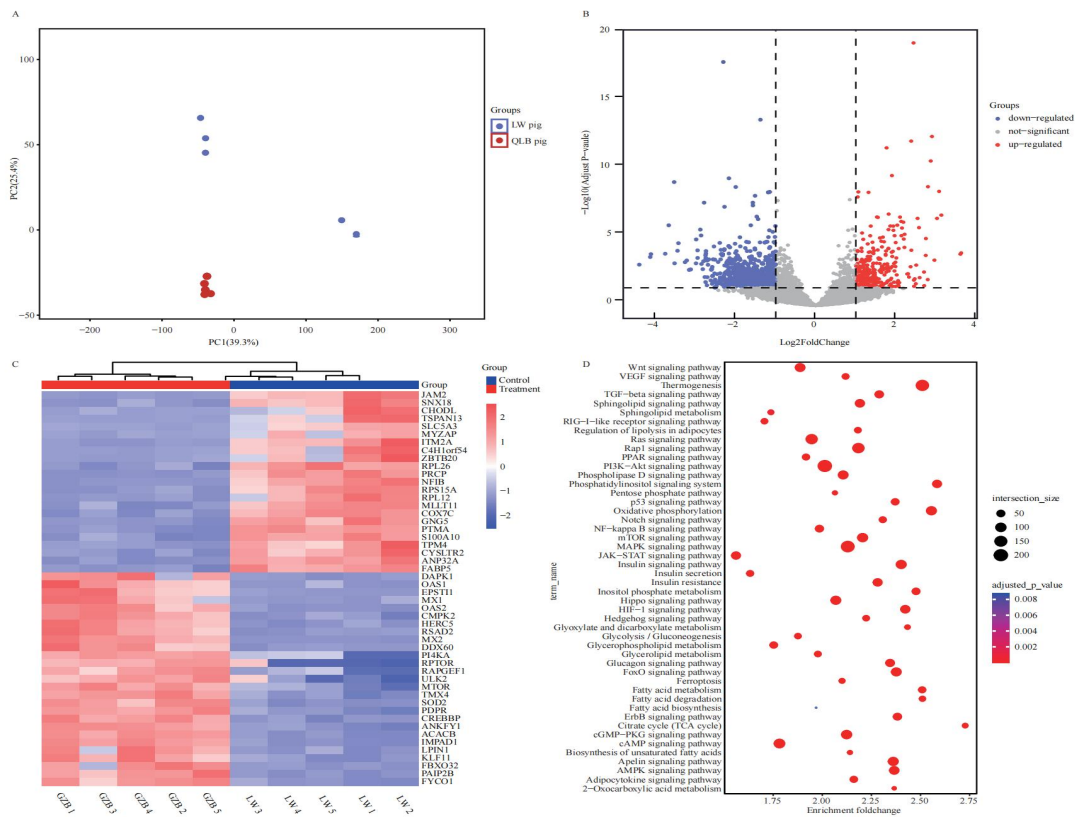 A
100
50
0
−50
−200
−100
0
100
200
300
PC2(25.4%)
PC1(39.3%)
Groups
LW pig
QLB pig
B
20
15
10
5
0
−4
−2
0
2
4
−Log10(Adjust P-vaule)
Log2FoldChange
Groups
down-regulated
not-significant
up-regulated
C
Group
Control
Treatment
Group
2
1
0
−1
−2
JAM2
SNX18
CHODL
TSPAN13
SLC5A3
MYZAP
ITM2A
C4H1orf54
ZBTB20
RPL26
PRCP
NFIB
RPS15A
RPL12
MLLT11
COX7C
GNG5
PTMA
S100A10
TPM4
CYSLTR2
ANP32A
FABP5
DAPK1
OAS1
EPSTI1
MX1
OAS2
CMPK2
HERC5
RSAD2
MX2
DDX60
PI4KA
RPTOR
RAPGEF1
ULK2
MTOR
TMX4
SOD2
PDPR
CREBBP
ANKFY1
ACACB
IMPAD1
LPIN1
KLF11
FBXO32
PAIP2B
FYCO1
GZB 1
GZB 3
GZB 4
GZB 2
GZB 5
LW 3
LW 4
LW 5
LW 1
LW 2
D
term_name
Wnt signaling pathway
VEGF signaling pathway
Thermogenesis
TGF−beta signaling pathway
Sphingolipid signaling pathway
Sphingolipid metabolism
RIG−I−like receptor signaling pathway
Regulation of lipolysis in adipocytes
Ras signaling pathway
Rap1 signaling pathway
PPAR signaling pathway
PI3K−Akt signaling pathway
Phospholipase D signaling pathway
Phosphatidylinositol signaling system
Pentose phosphate pathway
p53 signaling pathway
Oxidative phosphorylation
Notch signaling pathway
NF−kappa B signaling pathway
mTOR signaling pathway
MAPK signaling pathway
JAK−STAT signaling pathway
Insulin signaling pathway
Insulin secretion
Insulin resistance
Inositol phosphate metabolism
Hippo signaling pathway
HIF−1 signaling pathway
Hedgehog signaling pathway
Glyoxylate and dicarboxylate metabolism
Glycolysis / Gluconeogenesis
Glycerophospholipid metabolism
Glycerolipid metabolism
Glucagon signaling pathway
FoxO signaling pathway
Ferroptosis
Fatty acid metabolism
Fatty acid degradation
Fatty acid biosynthesis
ErbB signaling pathway
Citrate cycle (TCA cycle)
cGMP−PKG signaling pathway
cAMP signaling pathway
Biosynthesis of unsaturated fatty acids
Apelin signaling pathway
AMPK signaling pathway
Adipocytokine signaling pathway
2−Oxocarboxylic acid metabolism
1.75
2.00
2.25
2.50
2.75
Enrichment foldchange
intersection_size
50
100
150
200
adjusted_p_value
0.008
0.006
0.004
0.002